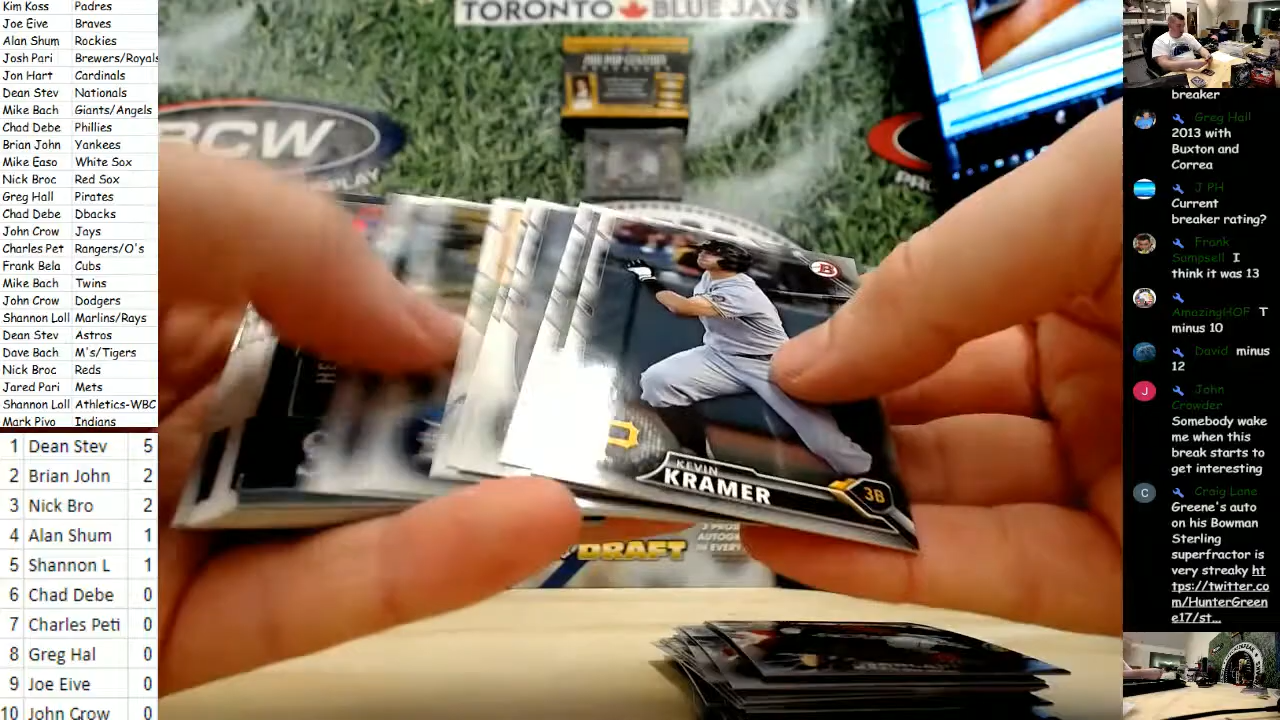 Kim Koss Padres
Joe Eive Braves
Alan Shum Rockies
Josh Pari Brewers/Royals
Jon Hart Cardinals
Dean Stev Nationals
Mike Bach Giants/Angels
Chad Debe Phillies
Brian John Yankees
Mike Easo White Sox
Nick Broc Red Sox
Greg Hall Pirates
Chad Debe Dbacks
John Crow Jays
Charles Pet Rangers/O's
Frank Bela Cubs
Mike Bach Twins
John Crow Dodgers
Shannon Loll Marlins/Rays
Dean Stev Astros
Dave Bach M's/Tigers
Nick Broc Reds
Jared Pari Mets
Shannon Loll Athletics-WBC
Mark Pivo Indians
1 Dean Stev 5
2 Brian John 2
3 Nick Bro 2
4 Alan Shum 1
5 Shannon L 1
6 Chad Debe 0
7 Charles Peti 0
8 Greg Hal 0
9 Joe Eive 0
10 John Crow 0
TORONTO BLUE JAYS
BCW
PRO
B
KEVIN
KRAMER
3B
DRAFT
breaker
Greg Hall
2013 with
Buxton and
Correa
J PH
Current
breaker rating?
Frank
Sampsell I
think it was 13
AmazingHOF T
minus 10
David minus
12
John
Crowder
Somebody wake
me when this
break starts to
get interesting
Craig Lane
Greene's auto
on his Bowman
Sterling
superfractor is
very streaky ht
tps://twitter.co
m/HunterGreen
e17/st...